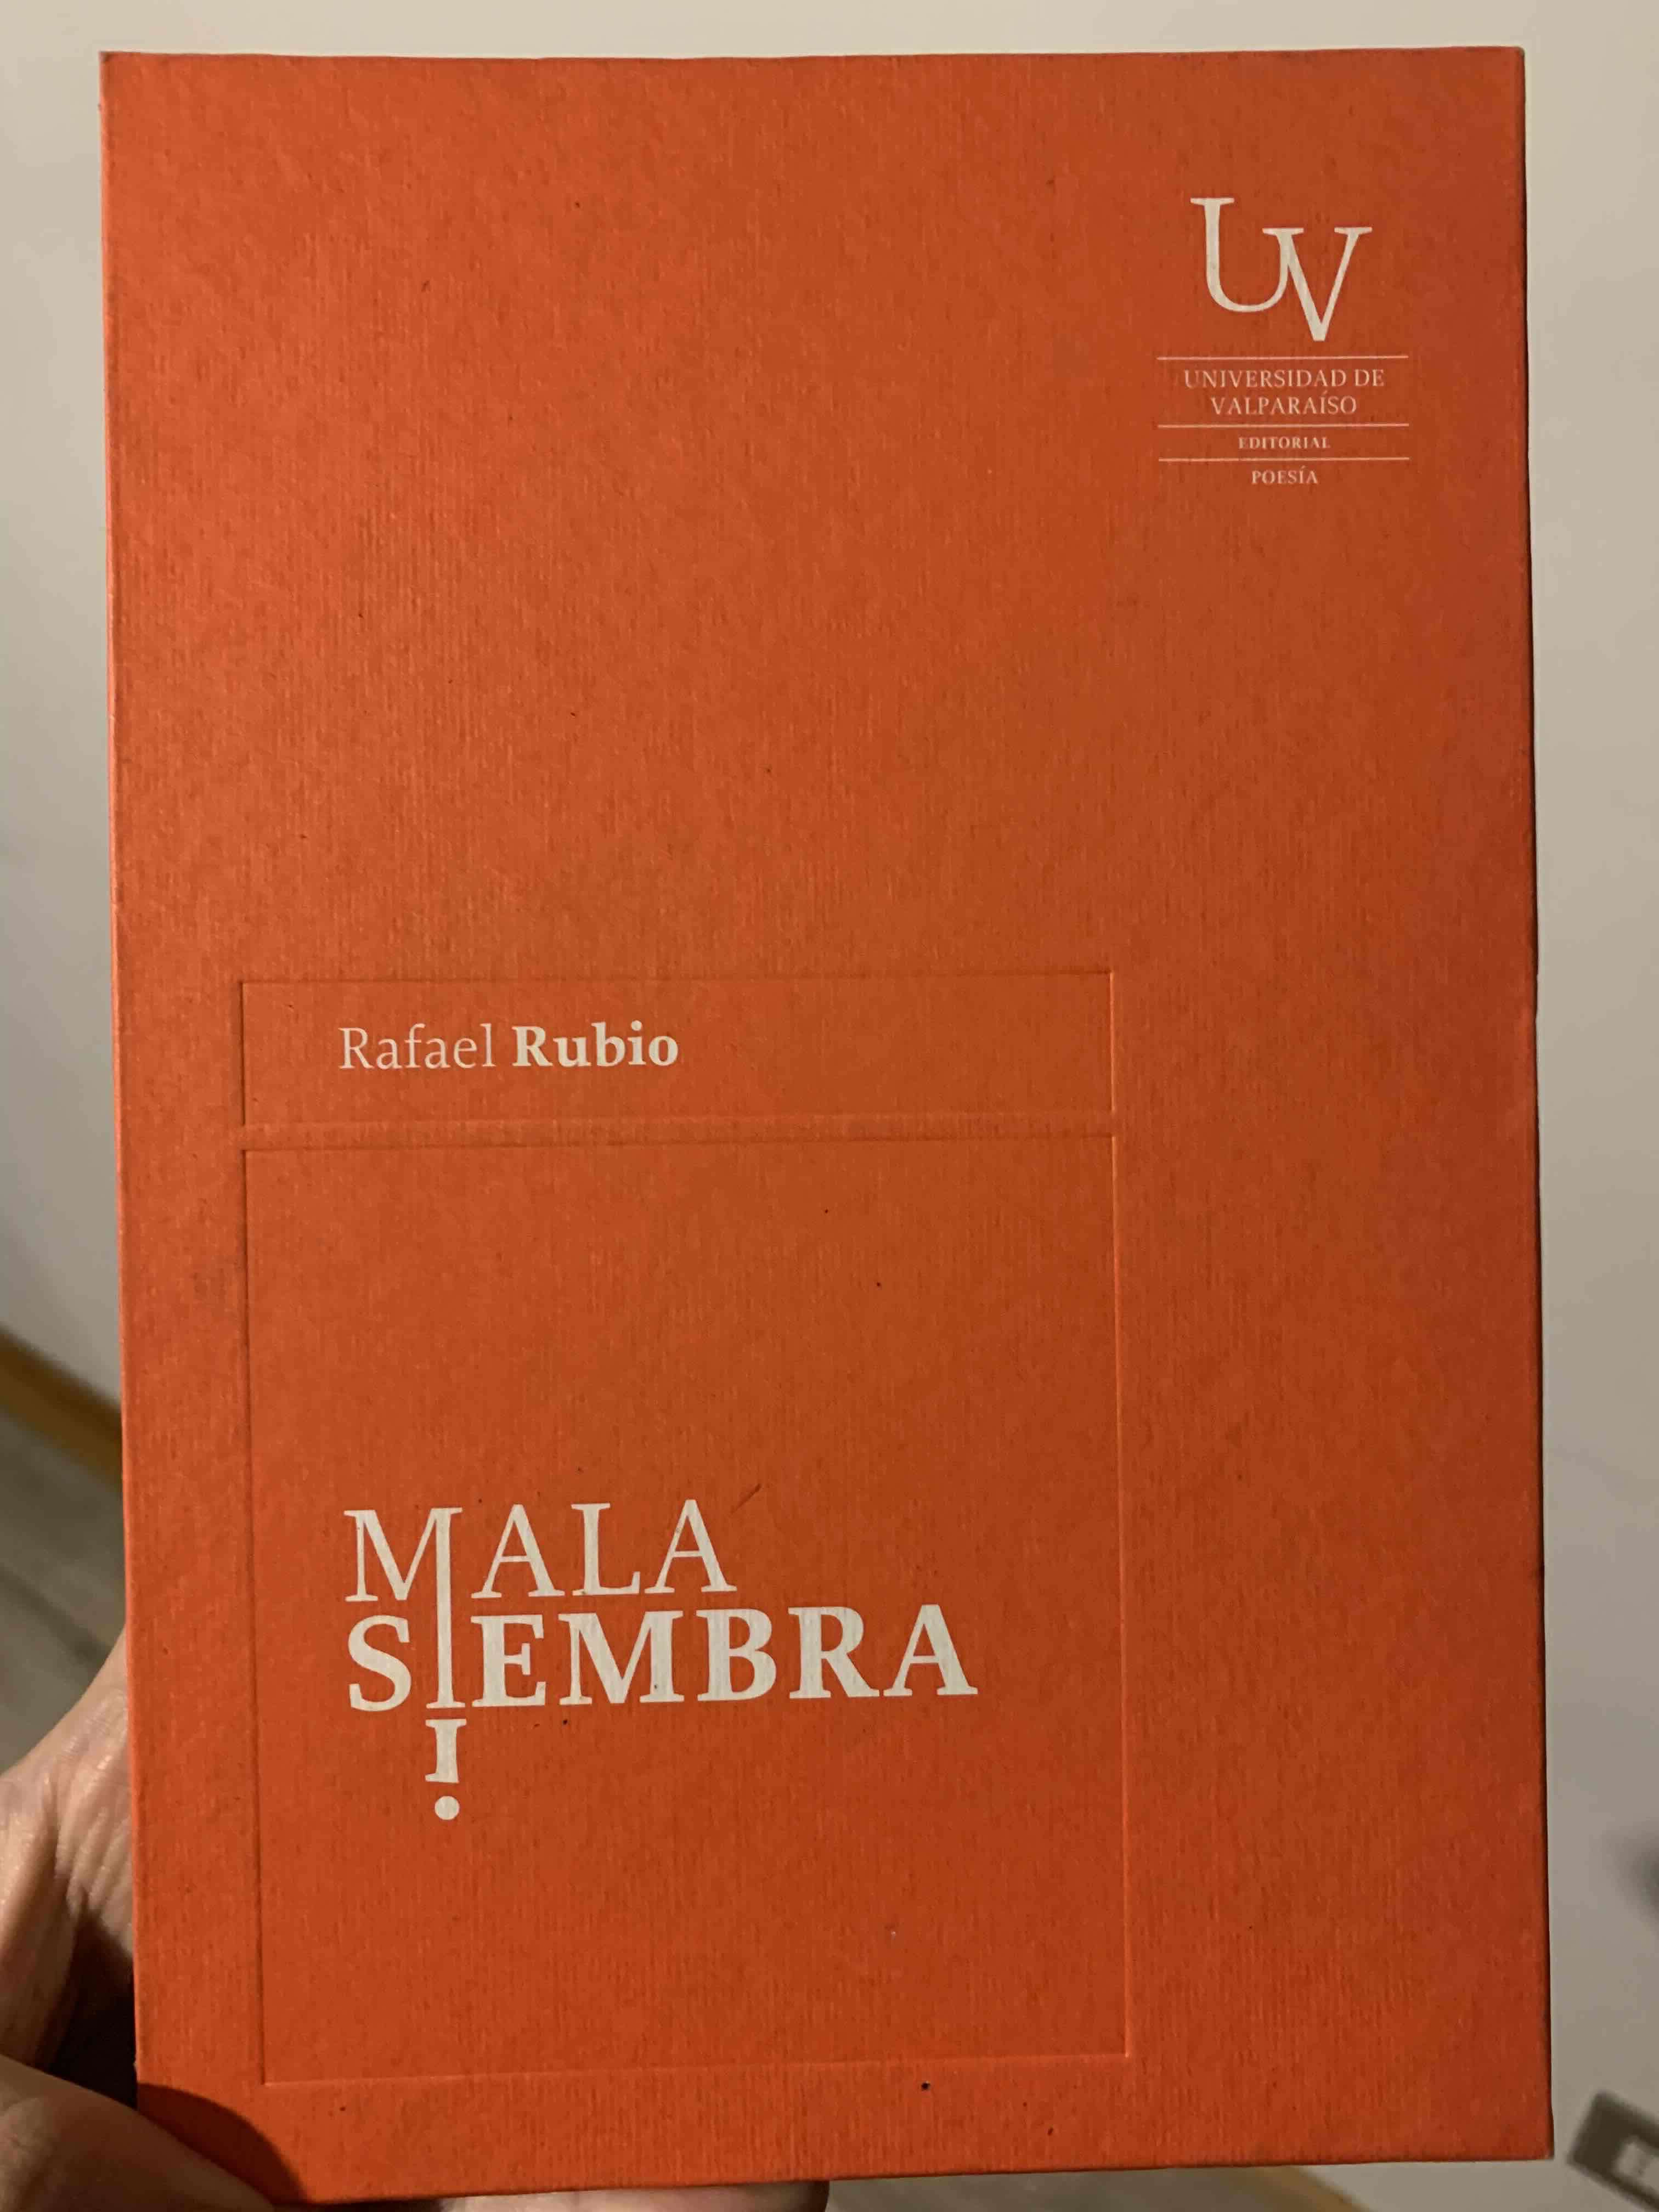 UV
UNIVERSIDAD DE
VALPARAÍSO
EDITORIAL
POESÍA
Rafael Rubio
MALA
SIEMBRA